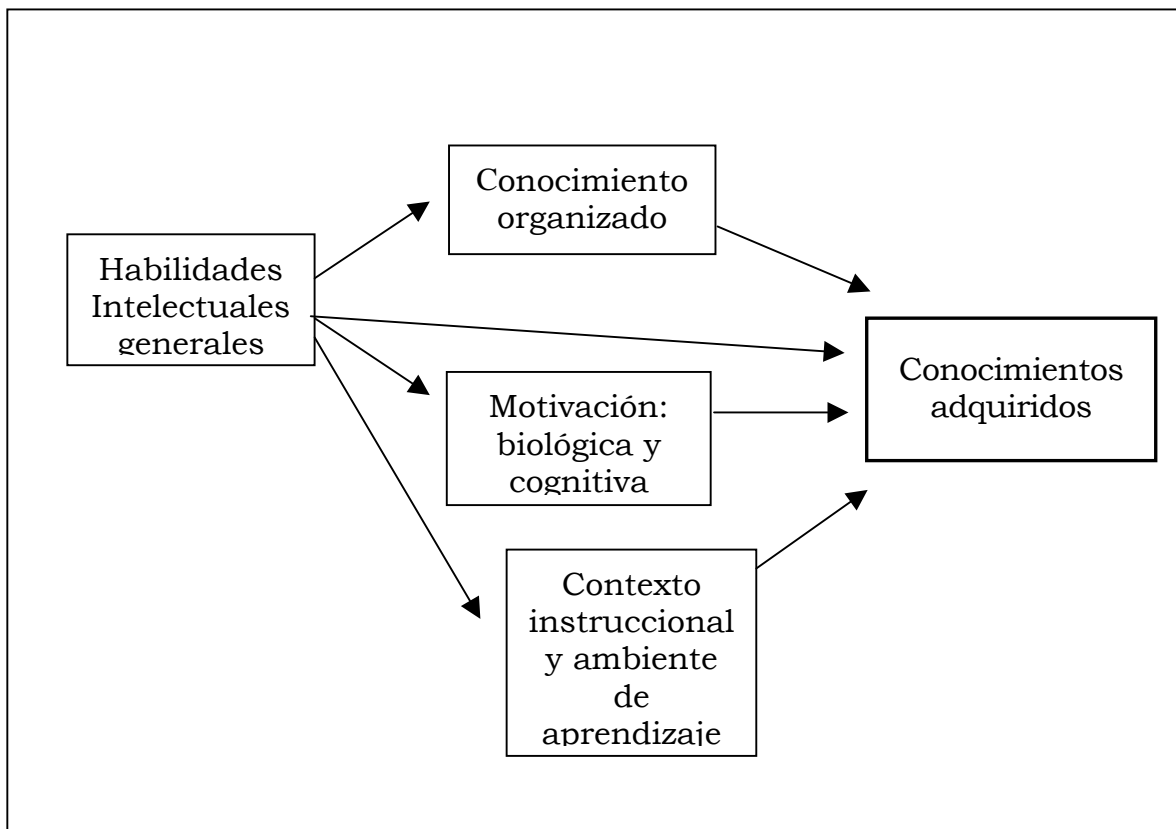 Conocimiento
organizado
Habilidades
Intelectuales
generales
Conocimientos
adquiridos
Motivación:
biológica y
cognitiva
Contexto
instruccional
y ambiente
de
aprendizaje